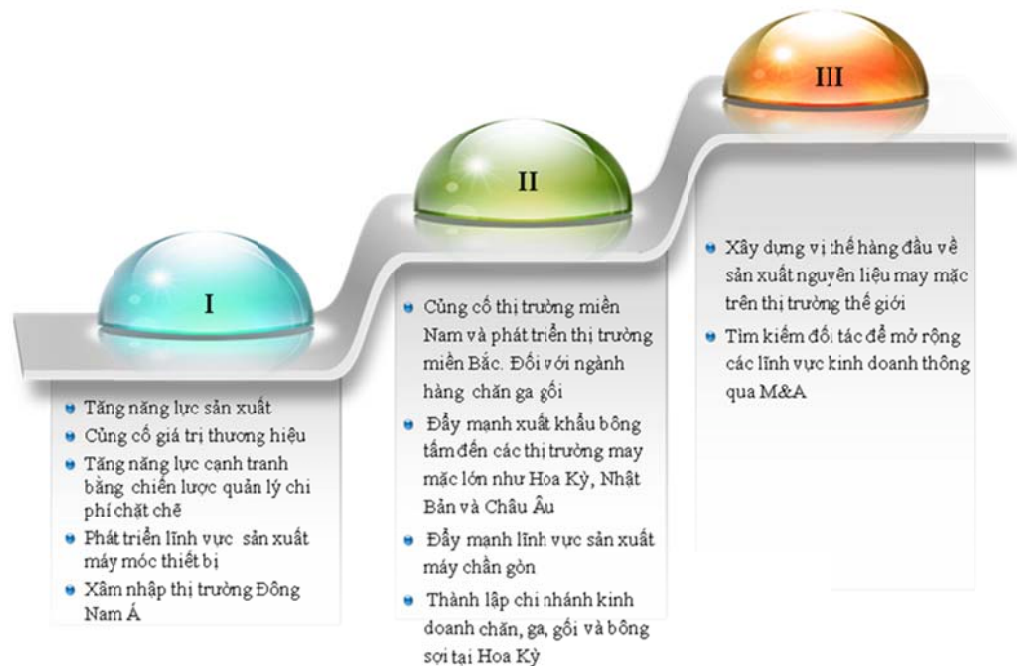 I
Tăng năng lực sản xuất
Củng cố giá trị thương hiệu
Tăng năng lực cạnh tranh
bằng chiến lược quản lý chi
phí chặt chẽ
Phát triển lĩnh vực sản xuất
máy móc thiết bị
Xâm nhập thị trường Đông
Nam Á
II
Củng cố thị trường miền
Nam và phát triển thị trường
miền Bắc. Đối với ngành
hàng chăn ga gối
Đẩy mạnh xuất khẩu bông
tấm đến các thị trường may
mặc lớn như Hoa Kỳ, Nhật
Bản và Châu Âu
Đẩy mạnh lĩnh vực sản xuất
máy chần gòn
Thành lập chi nhánh kinh
doanh chăn, ga, gối và bông
sợi tại Hoa Kỳ
III
Xây dựng vị thế hàng đầu về
sản xuất nguyên liệu may mặc
trên thị trường thế giới
Tìm kiếm đối tác để mở rộng
các lĩnh vực kinh doanh thông
qua M&A